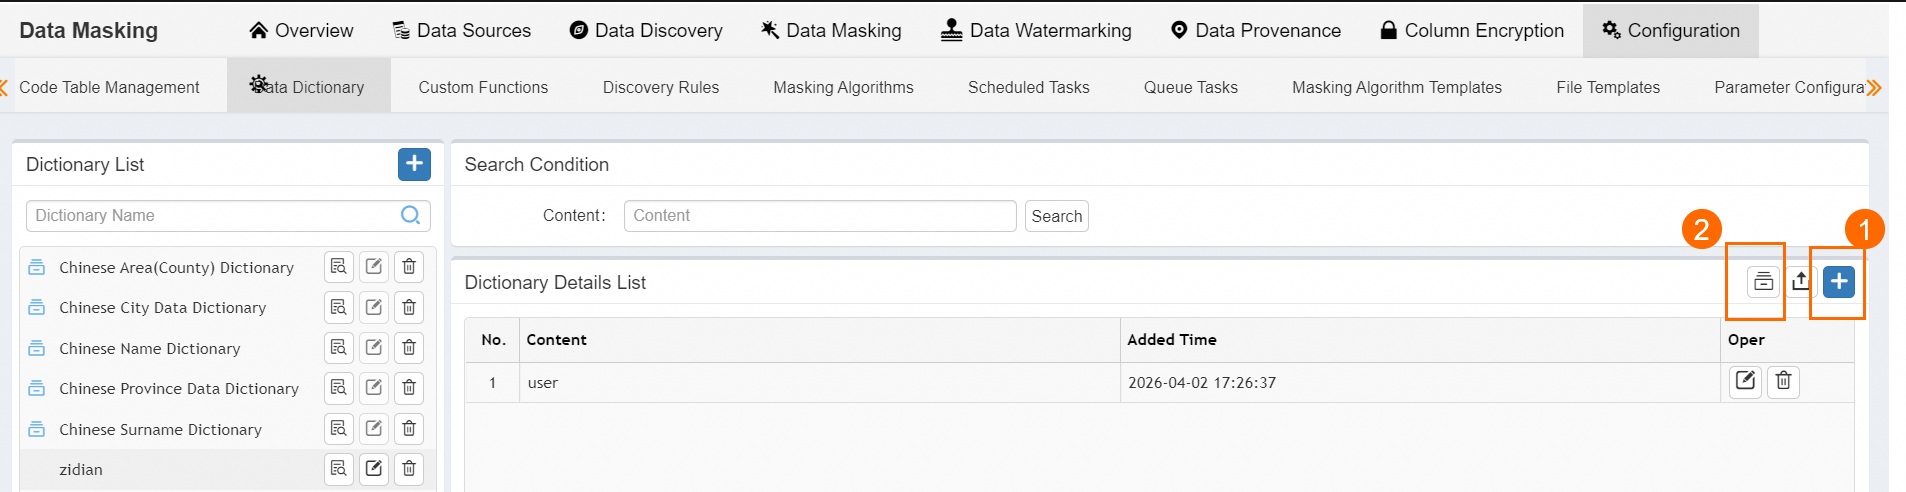 Data Masking Overview Data Sources Data Discovery Data Masking Data Watermarking Data Provenance Column Encryption Configuration
Code Table Management Data Dictionary Custom Functions Discovery Rules Masking Algorithms Scheduled Tasks Queue Tasks Masking Algorithm Templates File Templates Parameter Configura
Dictionary List
Dictionary Name
Chinese Area(County) Dictionary
Chinese City Data Dictionary
Chinese Name Dictionary
Chinese Province Data Dictionary
Chinese Surname Dictionary
zidian
Search Condition
Content: Content Search
2 1
Dictionary Details List
No. Content Added Time Oper
1 user 2026-04-02 17:26:37